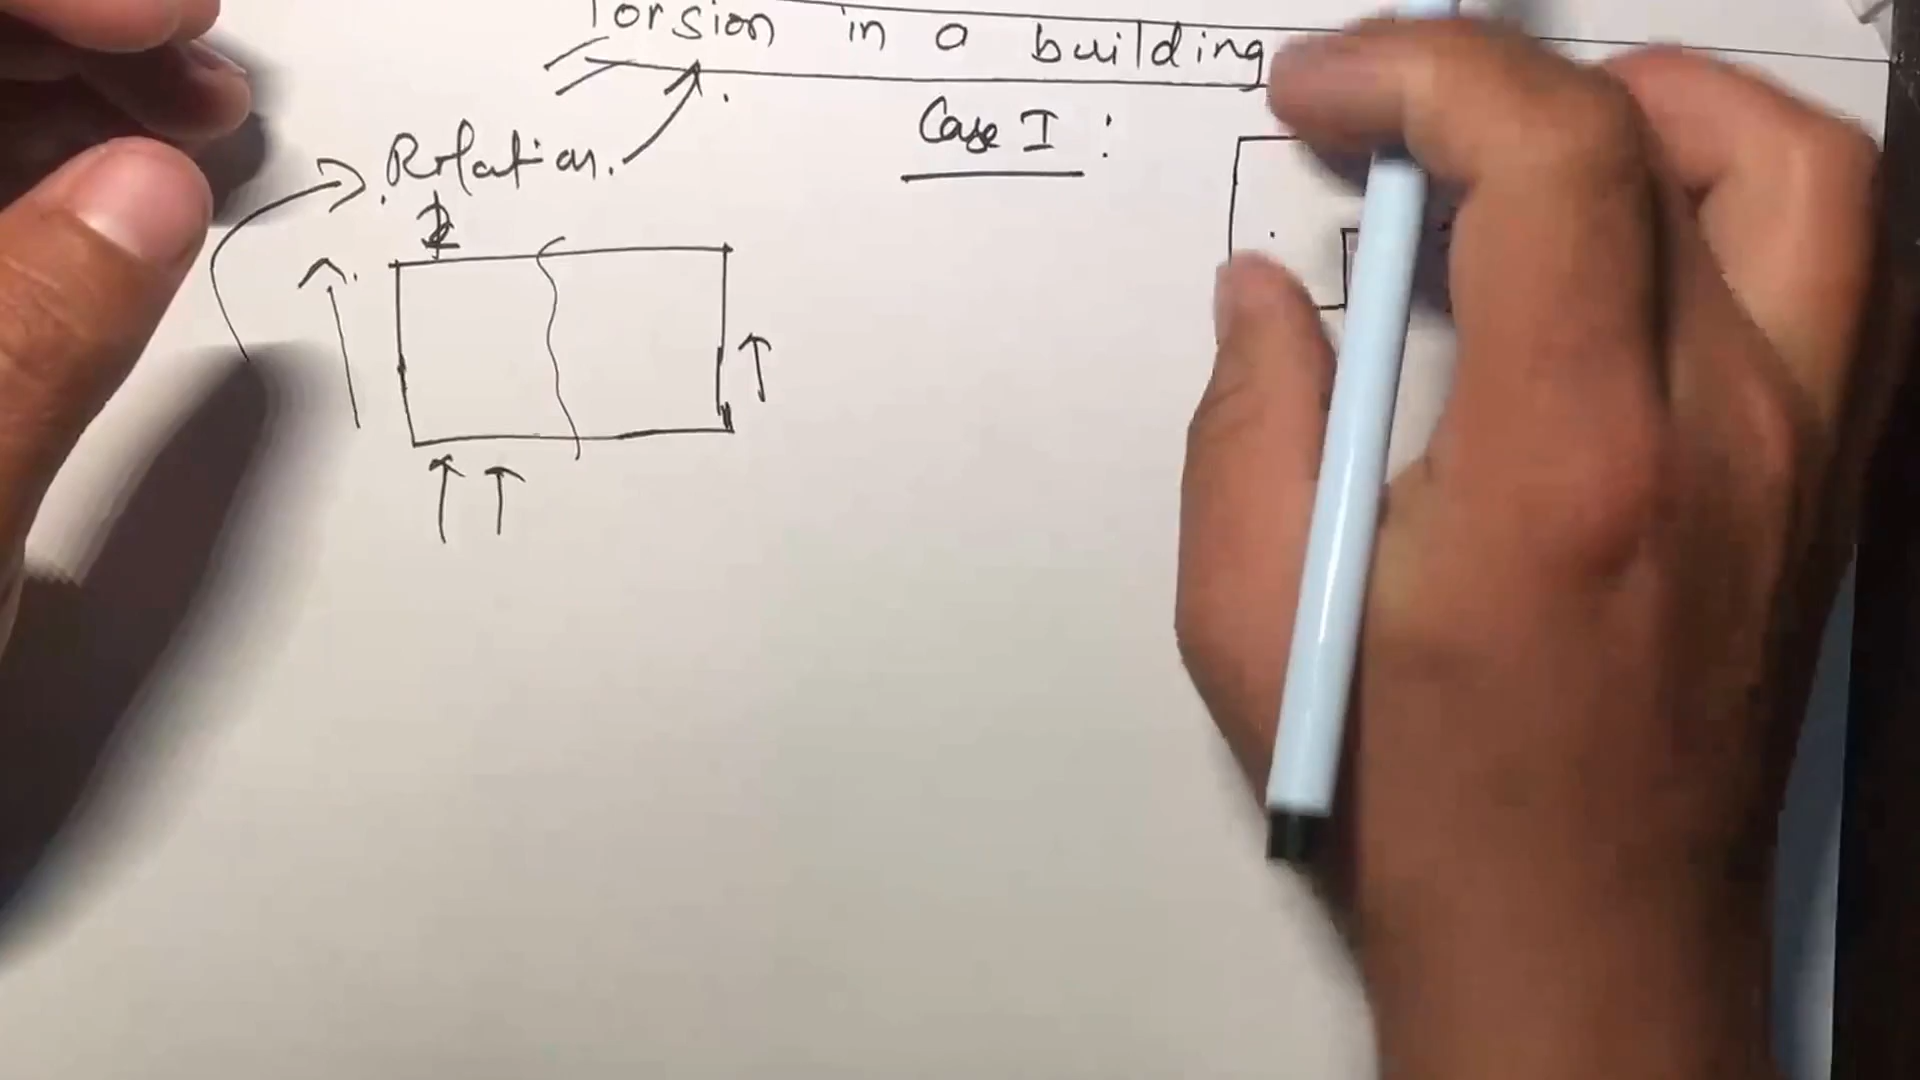 Torsion in a building
Case I :
Rotation.